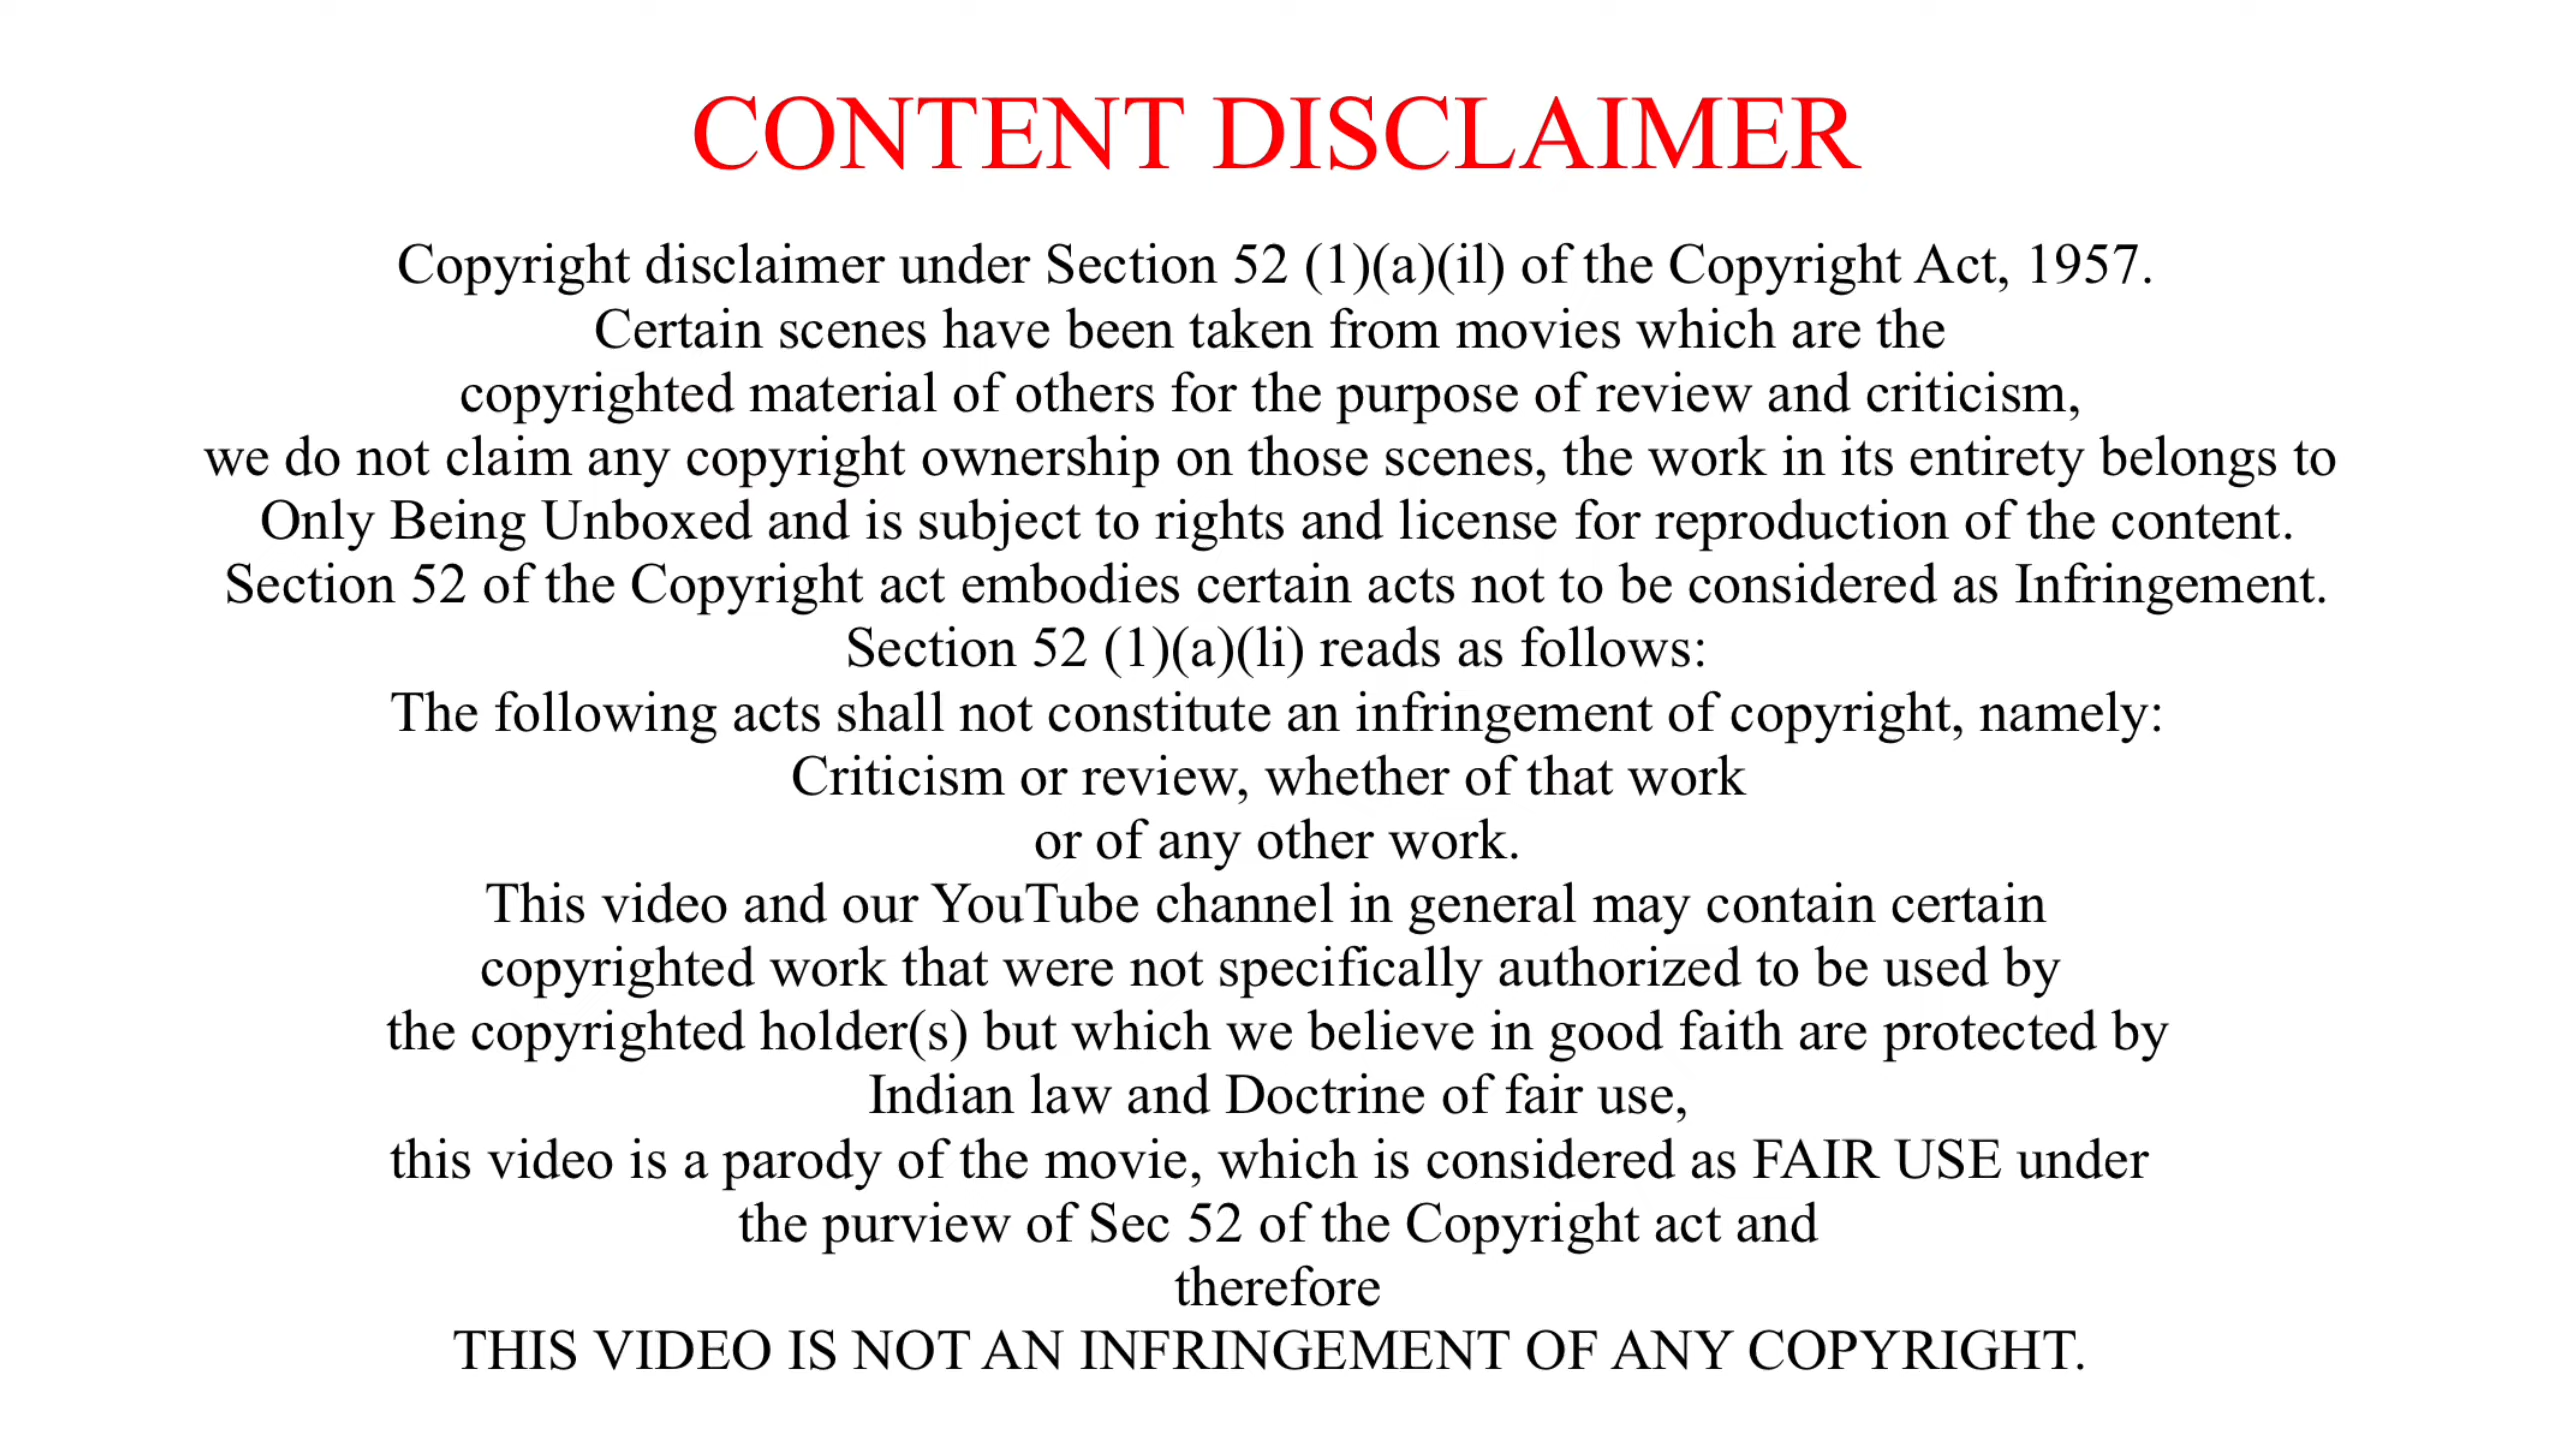 CONTENT DISCLAIMER
Copyright disclaimer under Section 52 (1)(a)(il) of the Copyright Act, 1957.
Certain scenes have been taken from movies which are the
copyrighted material of others for the purpose of review and criticism,
we do not claim any copyright ownership on those scenes, the work in its entirety belongs to
Only Being Unboxed and is subject to rights and license for reproduction of the content.
Section 52 of the Copyright act embodies certain acts not to be considered as Infringement.
Section 52 (1)(a)(li) reads as follows:
The following acts shall not constitute an infringement of copyright, namely:
Criticism or review, whether of that work
or of any other work.
This video and our YouTube channel in general may contain certain
copyrighted work that were not specifically authorized to be used by
the copyrighted holder(s) but which we believe in good faith are protected by
Indian law and Doctrine of fair use,
this video is a parody of the movie, which is considered as FAIR USE under
the purview of Sec 52 of the Copyright act and
therefore
THIS VIDEO IS NOT AN INFRINGEMENT OF ANY COPYRIGHT.